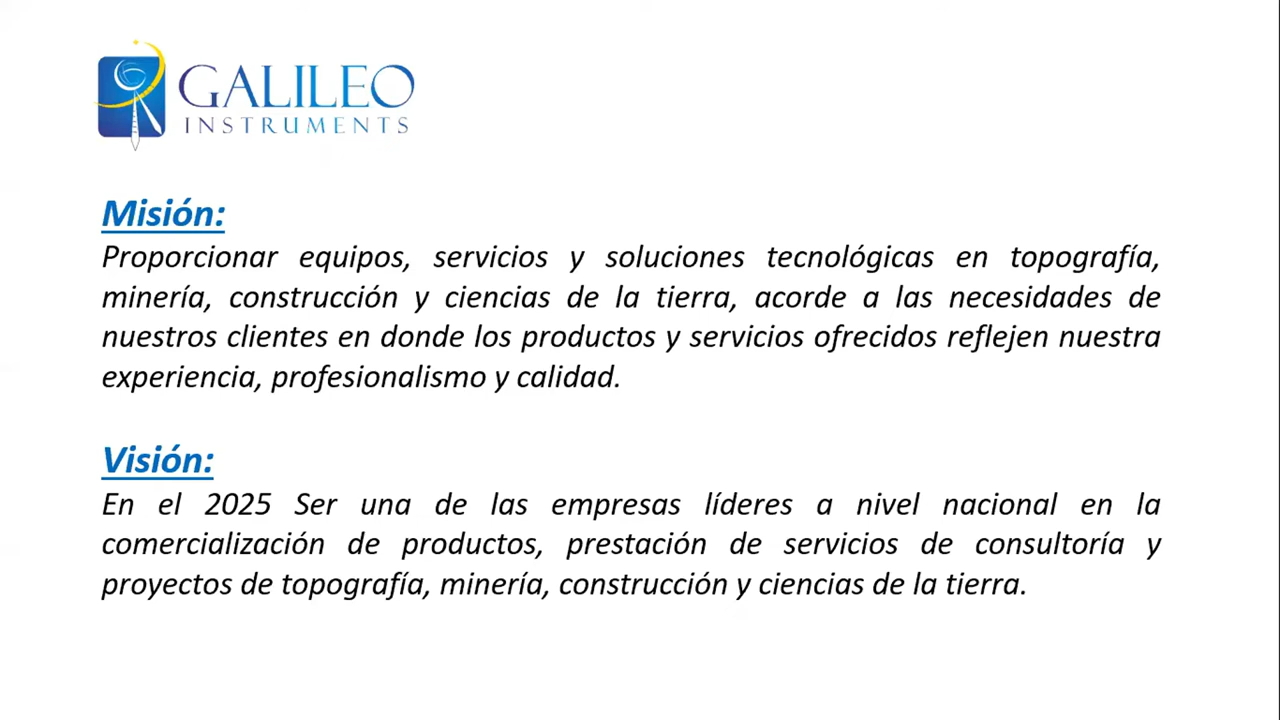 GALILEO
INSTRUMENTS
Misión:
Proporcionar equipos, servicios y soluciones tecnológicas en topografía,
minería, construcción y ciencias de la tierra, acorde a las necesidades de
nuestros clientes en donde los productos y servicios ofrecidos reflejen nuestra
experiencia, profesionalismo y calidad.
Visión:
En el 2025 Ser una de las empresas líderes a nivel nacional en la
comercialización de productos, prestación de servicios de consultoría y
proyectos de topografía, minería, construcción y ciencias de la tierra.